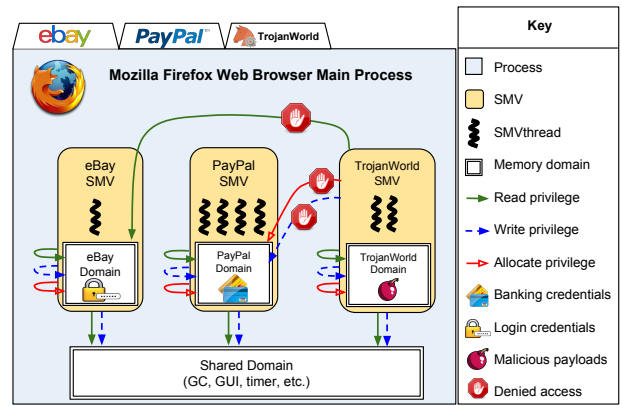 ebay
PayPal™
TrojanWorld
Mozilla Firefox Web Browser Main Process
eBay
SMV
PayPal
SMV
TrojanWorld
SMV
eBay
Domain
PayPal
Domain
TrojanWorld
Domain
Shared Domain
(GC, GUI, timer, etc.)
Key
Process
SMV
SMVthread
Memory domain
Read privilege
Write privilege
Allocate privilege
Banking credentials
Login credentials
Malicious payloads
Denied access